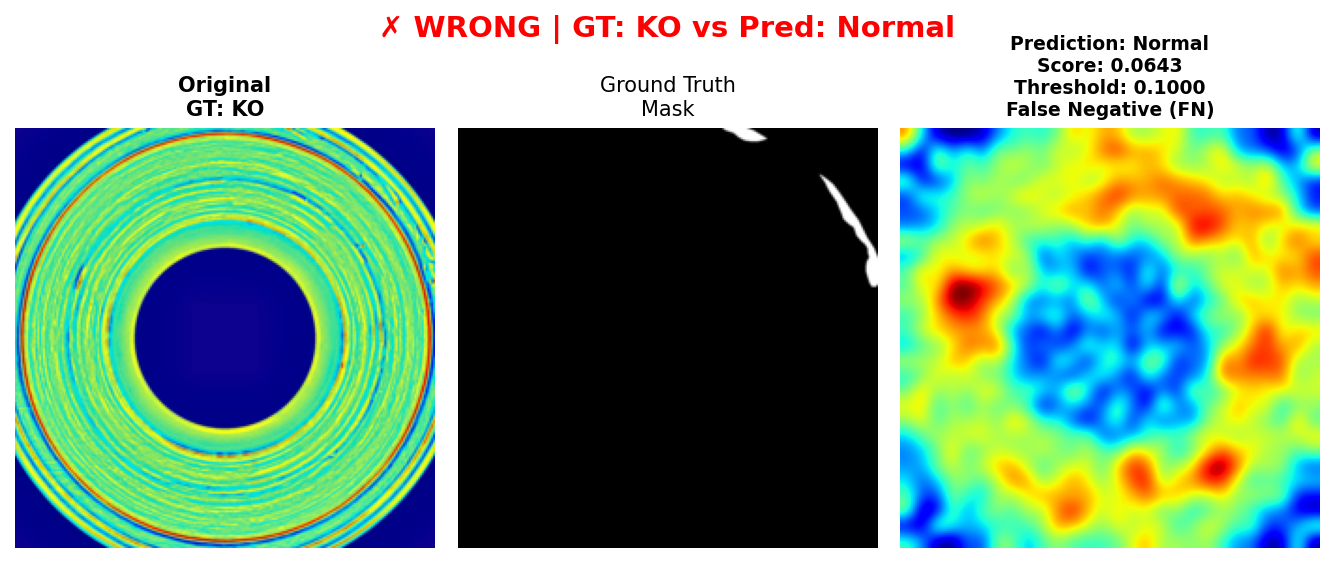 ✗ WRONG | GT: KO vs Pred: Normal
Original
GT: KO
Ground Truth
Mask
Prediction: Normal
Score: 0.0643
Threshold: 0.1000
False Negative (FN)